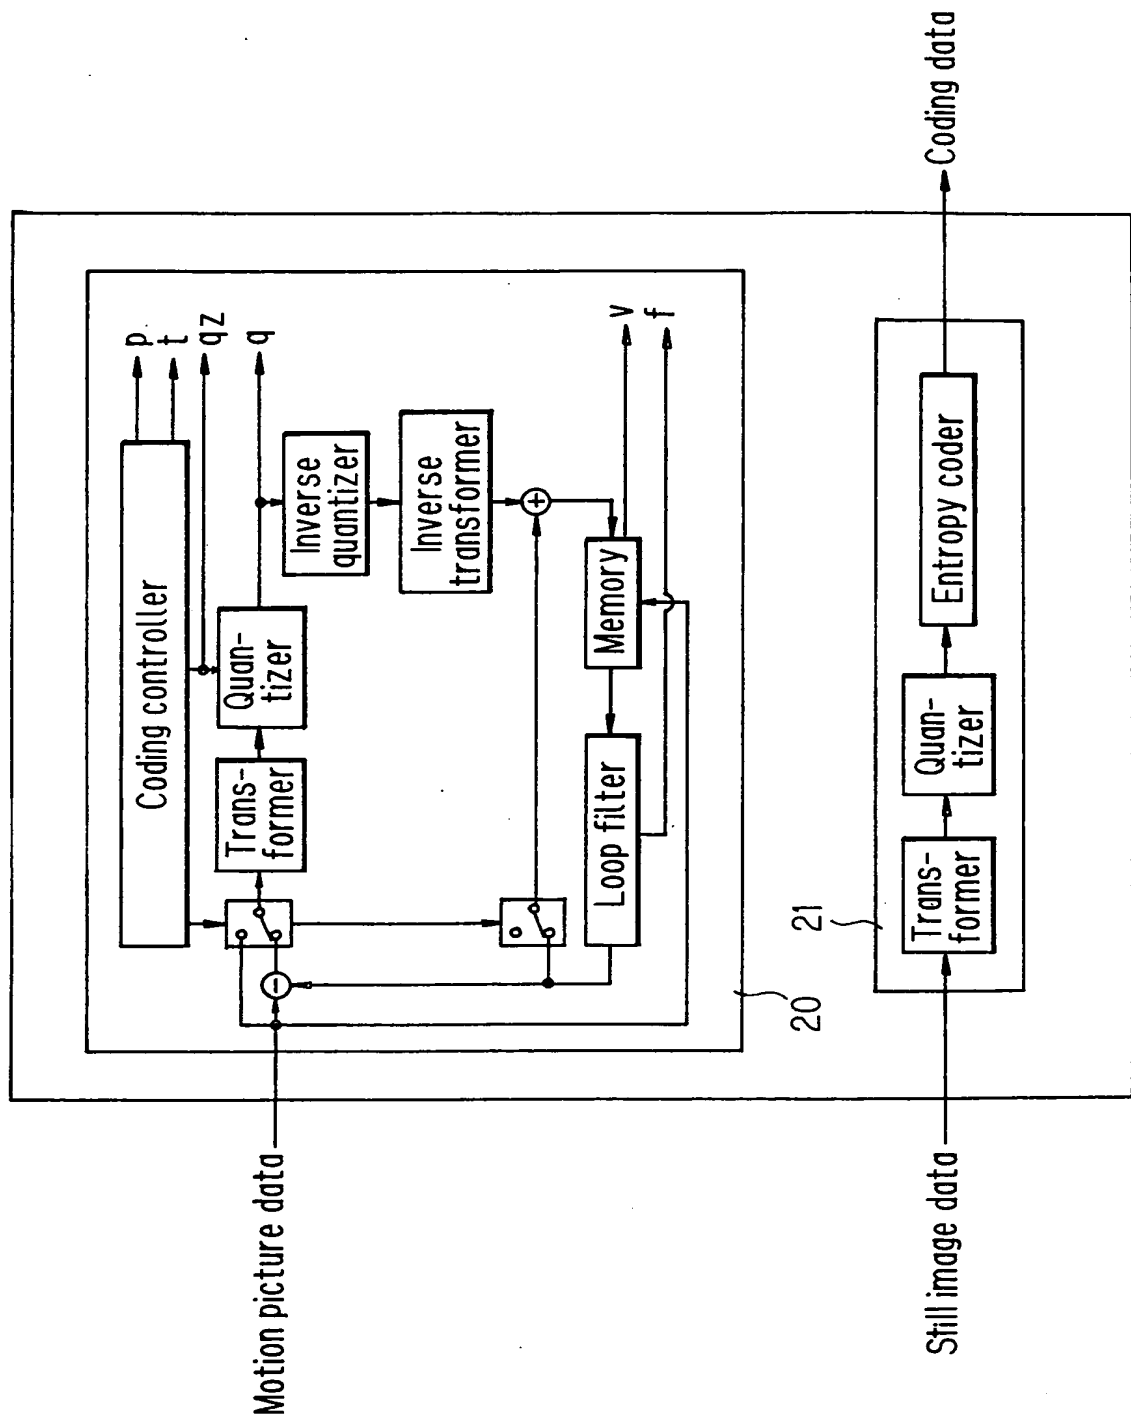 Motion picture data
Coding controller
p
t
qz
q
Trans-
former
Quan-
tizer
Inverse
quantizer
Inverse
transformer
−
+
Memory
Loop filter
v
f
20
Still image data
21
Trans-
former
Quan-
tizer
Entropy coder
Coding data